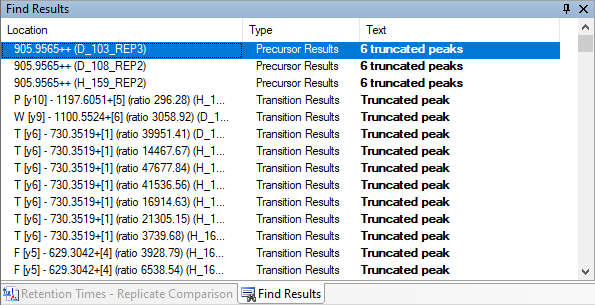 Find Results
Location Type Text
905.9565++ (D_103_REP3) Precursor Results 6 truncated peaks
905.9565++ (D_108_REP2) Precursor Results 6 truncated peaks
905.9565++ (H_159_REP2) Precursor Results 6 truncated peaks
P [y10] - 1197.6051+[5] (ratio 296.28) (H_1... Transition Results Truncated peak
W [y9] - 1100.5524+[6] (ratio 3058.92) (D_1... Transition Results Truncated peak
T [y6] - 730.3519+[1] (ratio 39951.41) (D_1... Transition Results Truncated peak
T [y6] - 730.3519+[1] (ratio 14467.67) (H_1... Transition Results Truncated peak
T [y6] - 730.3519+[1] (ratio 47677.84) (H_1... Transition Results Truncated peak
T [y6] - 730.3519+[1] (ratio 41536.56) (H_1... Transition Results Truncated peak
T [y6] - 730.3519+[1] (ratio 16914.63) (H_1... Transition Results Truncated peak
T [y6] - 730.3519+[1] (ratio 21305.15) (H_1... Transition Results Truncated peak
T [y6] - 730.3519+[1] (ratio 3739.68) (H_16... Transition Results Truncated peak
F [y5] - 629.3042+[4] (ratio 3928.79) (H_16... Transition Results Truncated peak
F [y5] - 629.3042+[4] (ratio 6538.54) (H_16... Transition Results Truncated peak
Retention Times - Replicate Comparison Find Results